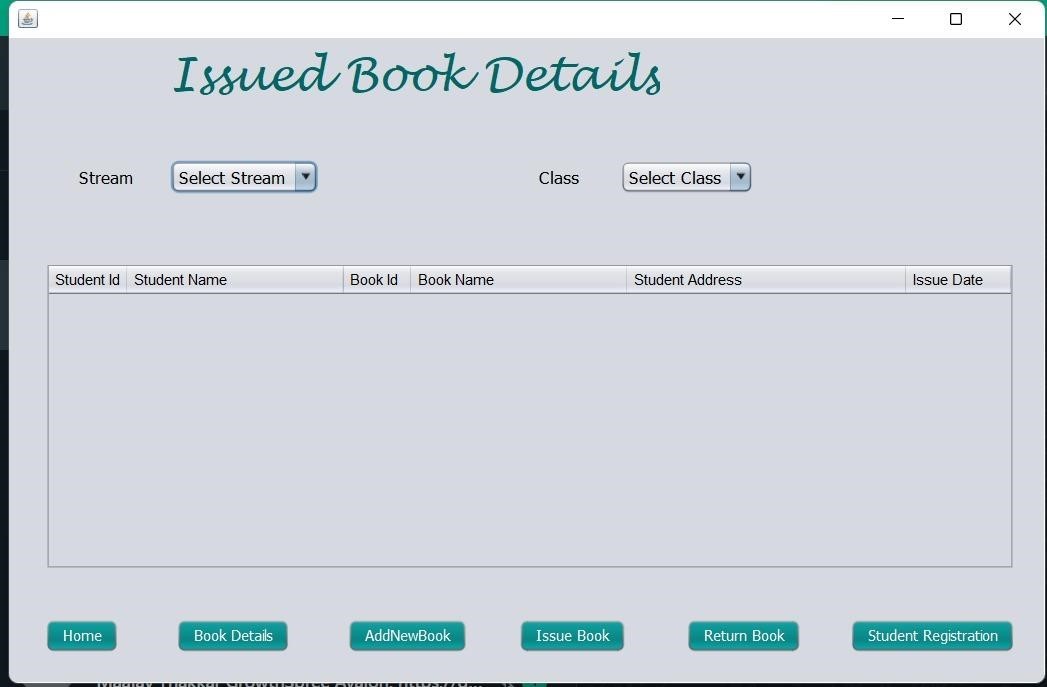 Issued Book Details
Stream Select Stream Class Select Class
Student Id Student Name Book Id Book Name Student Address Issue Date
Home Book Details AddNewBook Issue Book Return Book Student Registration